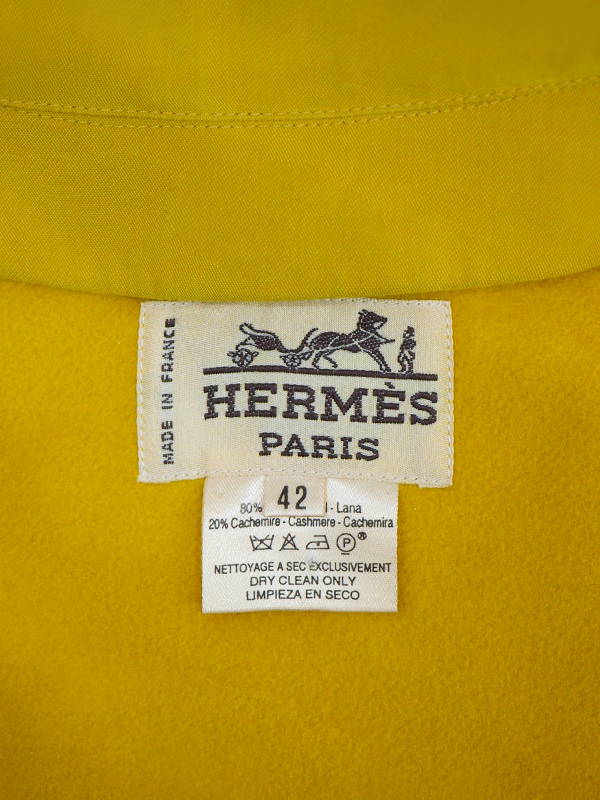 MADE IN FRANCE
HERMÈS
PARIS
42
80% - Lana
20% Cachemire - Cashmere - Cachemira
P®
NETTOYAGE A SEC EXCLUSIVEMENT
DRY CLEAN ONLY
LIMPIEZA EN SECO